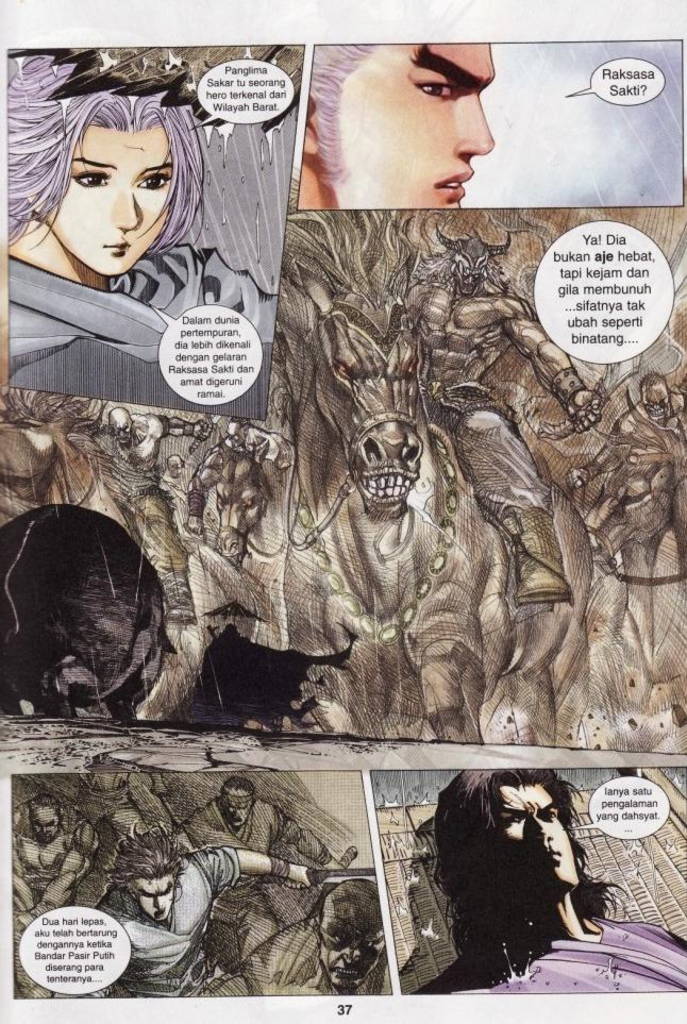 Panglima
Sakar tu seorang
hero terkenal dari
Wilayah Barat.
Raksasa
Sakti?
Dalam dunia
pertempuran,
dia lebih dikenali
dengan gelaran
Raksasa Sakti dan
amat digeruni
ramai.
Ya! Dia
bukan aje hebat,
tapi kejam dan
gila membunuh
...sifatnya tak
ubah seperti
binatang....
Dua hari lepas,
aku telah bertarung
dengannya ketika
Bandar Pasir Putih
diserang para
tenteranya....
Ianya satu
pengalaman
yang dahsyat.
...
37